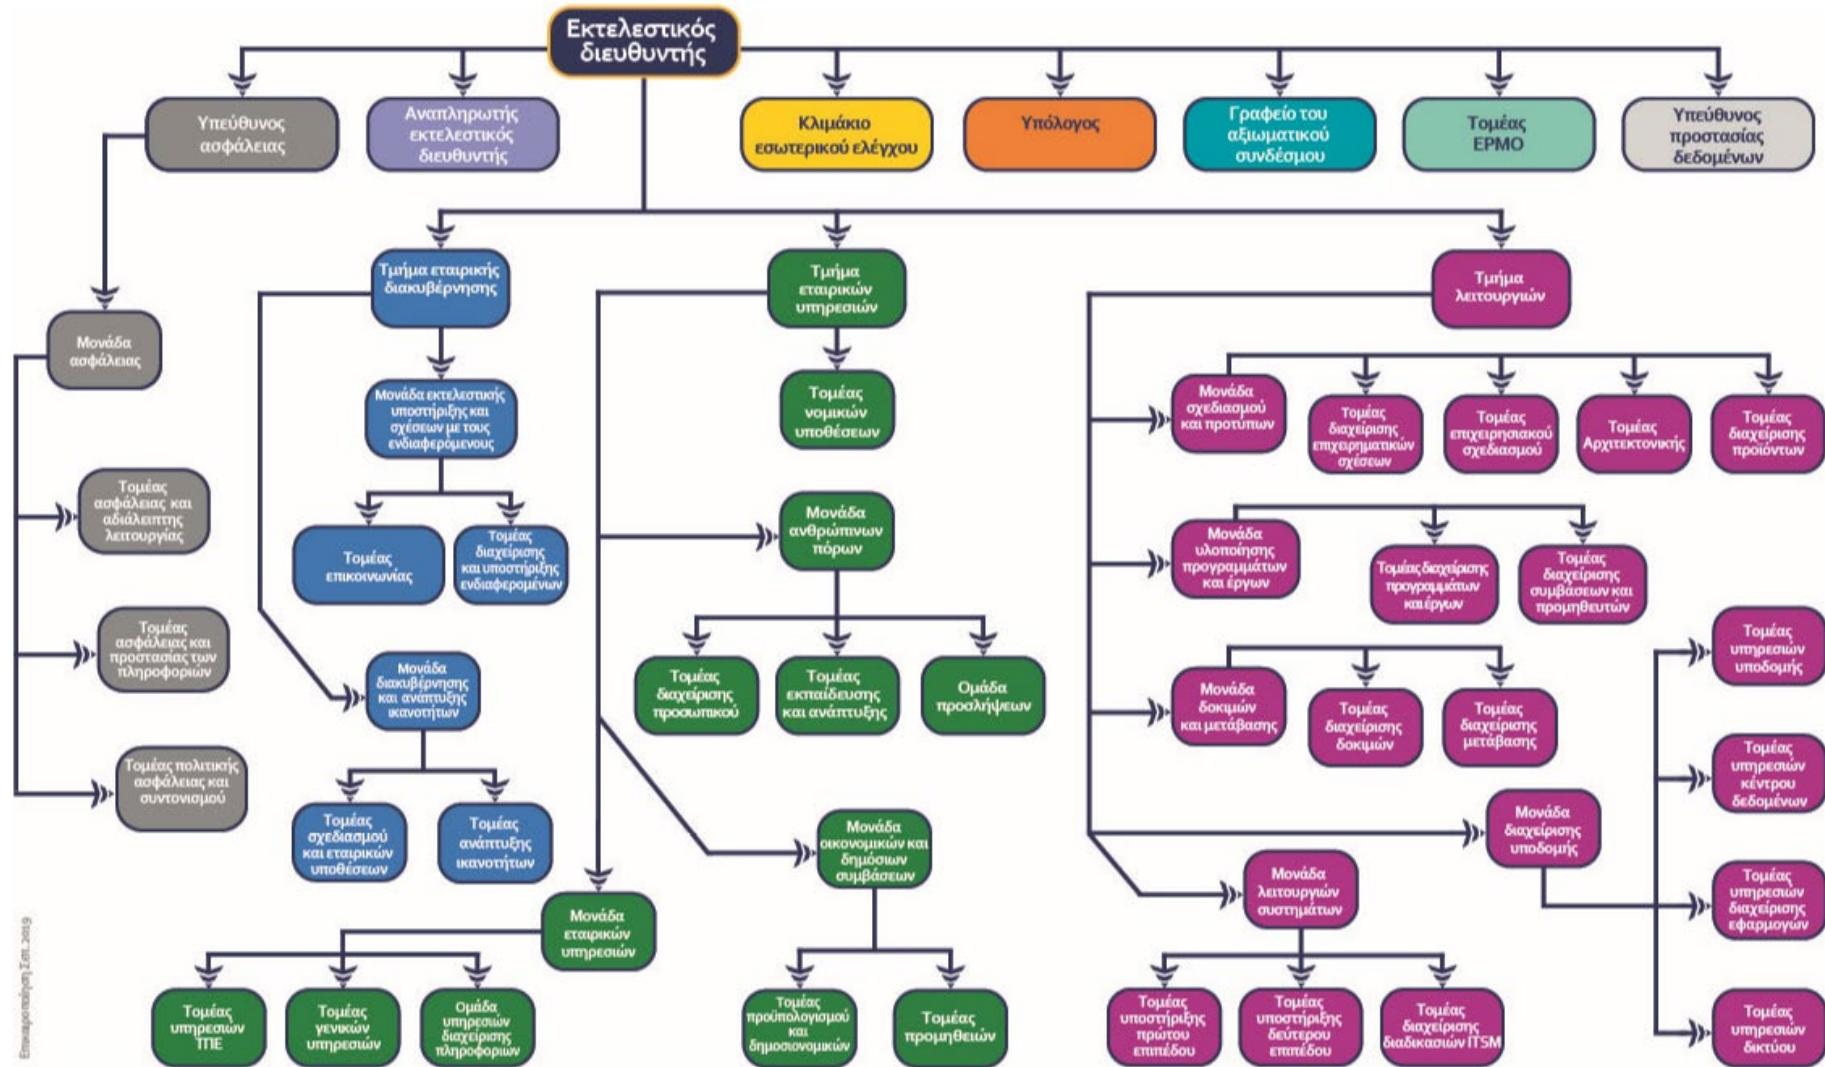 Εκτελεστικός
διευθυντής
Υπεύθυνος
ασφάλειας
Αναπληρωτής
εκτελεστικός
διευθυντής
Κλιμάκιο
εσωτερικού ελέγχου
Υπόλογος
Γραφείο του
αξιωματικού
συνδέσμου
Τομέας
EPMO
Υπεύθυνος
προστασίας
δεδομένων
Τμήμα εταιρικής
διακυβέρνησης
Τμήμα
εταιρικών
υπηρεσιών
Τμήμα
λειτουργιών
Μονάδα
ασφάλειας
Τομέας
ασφάλειας και
αδιάλειπτης
λειτουργίας
Τομέας
ασφάλειας και
προστασίας των
πληροφοριών
Τομέας πολιτικής
ασφάλειας και
συντονισμού
Μονάδα εκτελεστικής
υποστήριξης και
σχέσεων με τους
ενδιαφερόμενους
Τομέας
επικοινωνίας
Τομέας
διαχείρισης
και υποστήριξης
ενδιαφερομένων
Μονάδα
διακυβέρνησης
και ανάπτυξης
ικανοτήτων
Τομέας
σχεδιασμού
και εταιρικών
υποθέσεων
Τομέας
ανάπτυξης
ικανοτήτων
Τομέας
νομικών
υποθέσεων
Μονάδα
ανθρώπινων
πόρων
Τομέας
διαχείρισης
προσωπικού
Τομέας
εκπαίδευσης
και ανάπτυξης
Ομάδα
προσλήψεων
Μονάδα
οικονομικών και
δημόσιων
συμβάσεων
Τομέας
προϋπολογισμού
και
δημοσιονομικών
Τομέας
προμηθειών
Μονάδα
εταιρικών
υπηρεσιών
Τομέας
υπηρεσιών
ΤΠΕ
Τομέας
γενικών
υπηρεσιών
Ομάδα
υπηρεσιών
διαχείρισης
πληροφοριων
Μονάδα
σχεδιασμού
και προτύπων
Τομέας
διαχείρισης
επιχειρηματικών
σχέσεων
Τομέας
επιχειρησιακού
σχεδιασμού
Τομέας
Αρχιτεκτονικής
Τομέας
διαχείρισης
προϊόντων
Μονάδα
υλοποίησης
προγραμμάτων
και έργων
Τομέας διαχείρισης
προγραμμάτων
και έργων
Τομέας
διαχείρισης
συμβάσεων και
προμηθευτών
Μονάδα
δοκιμών
και μετάβασης
Τομέας
διαχείρισης
δοκιμών
Τομέας
διαχείρισης
μετάβασης
Μονάδα
διαχείρισης
υποδομής
Τομέας
υπηρεσιών
υποδομής
Τομέας
υπηρεσιών
κέντρου
δεδομένων
Τομέας
υπηρεσιών
διαχείρισης
εφαρμογών
Τομέας
υπηρεσιών
δικτύου
Μονάδα
λειτουργιών
συστημάτων
Τομέας
υποστήριξης
πρώτου
επιπέδου
Τομέας
υποστήριξης
δεύτερου
επιπέδου
Τομέας
διαχείρισης
διαδικασιών ITSM
Επικαιροποίηση Σεπ. 2019